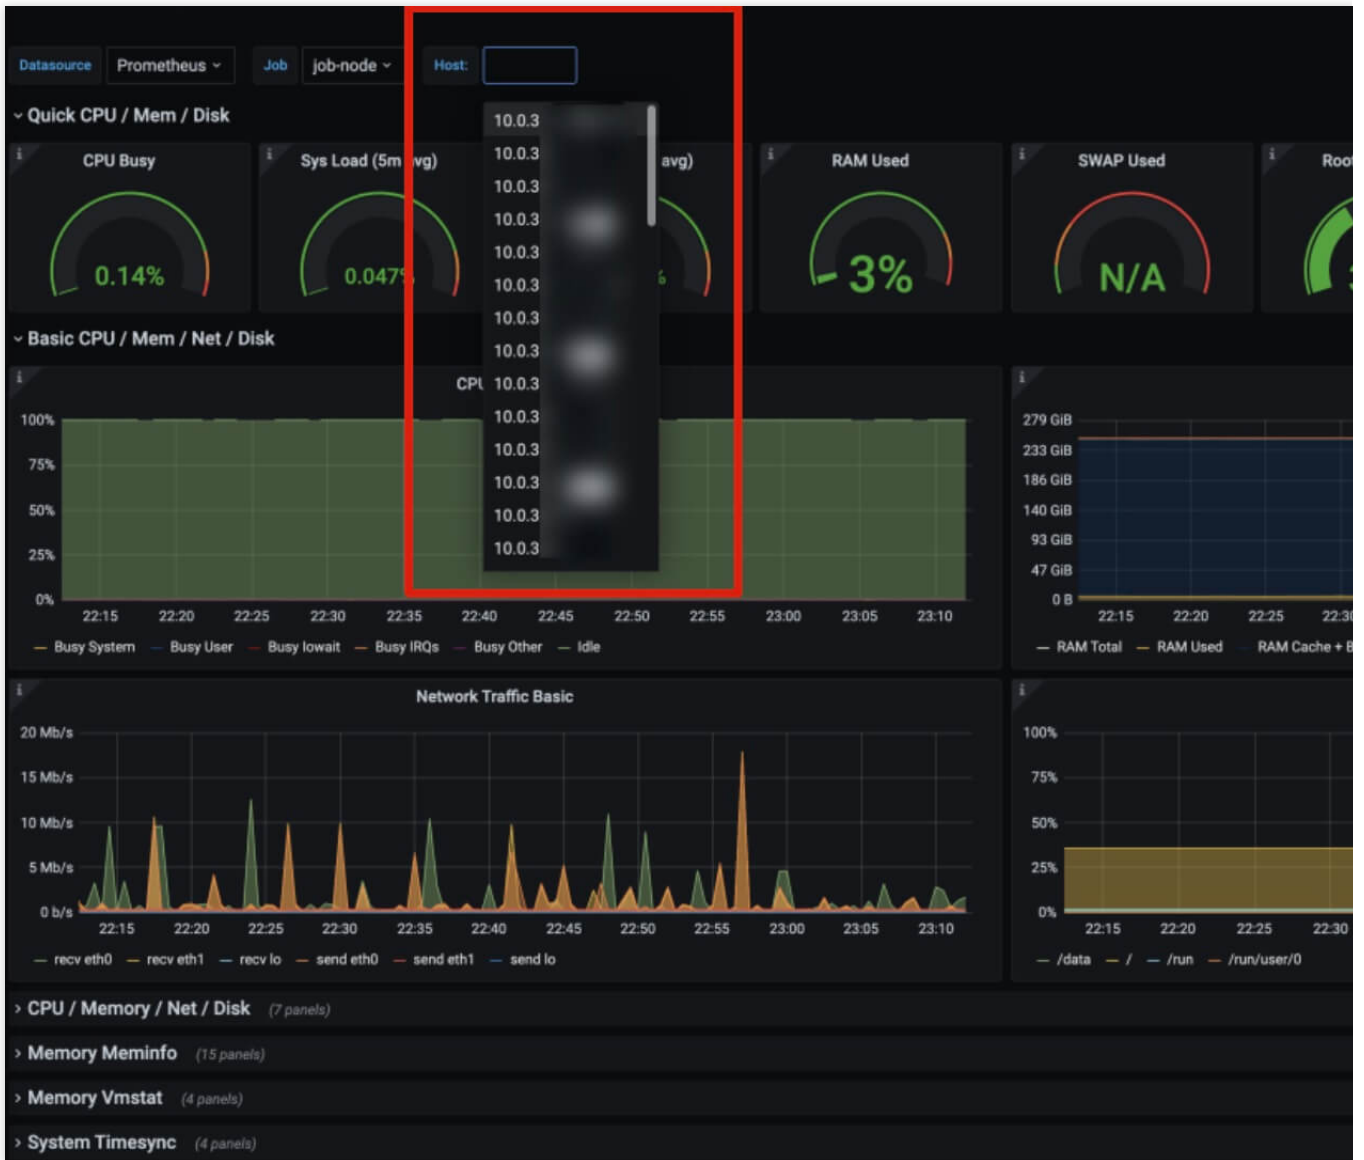 Datasource Prometheus Job job-node Host:
Quick CPU / Mem / Disk
CPU Busy
0.14%
Sys Load (5m avg)
0.047%
avg)
RAM Used
3%
SWAP Used
N/A
Root
10.0.3
10.0.3
10.0.3
10.0.3
10.0.3
10.0.3
10.0.3
10.0.3
10.0.3
10.0.3
10.0.3
10.0.3
10.0.3
10.0.3
Basic CPU / Mem / Net / Disk
CPU
100%
75%
50%
25%
0%
22:15 22:20 22:25 22:30 22:35 22:40 22:45 22:50 22:55 23:00 23:05 23:10
Busy System Busy User Busy Iowait Busy IRQs Busy Other Idle
279 GiB
233 GiB
186 GiB
140 GiB
93 GiB
47 GiB
0 B
22:15 22:20 22:25 22:30
RAM Total RAM Used RAM Cache + B
Network Traffic Basic
20 Mb/s
15 Mb/s
10 Mb/s
5 Mb/s
0 b/s
22:15 22:20 22:25 22:30 22:35 22:40 22:45 22:50 22:55 23:00 23:05 23:10
recv eth0 recv eth1 recv lo send eth0 send eth1 send lo
100%
75%
50%
25%
0%
22:15 22:20 22:25 22:30
/data / /run /run/user/0
CPU / Memory / Net / Disk (7 panels)
Memory Meminfo (15 panels)
Memory Vmstat (4 panels)
System Timesync (4 panels)